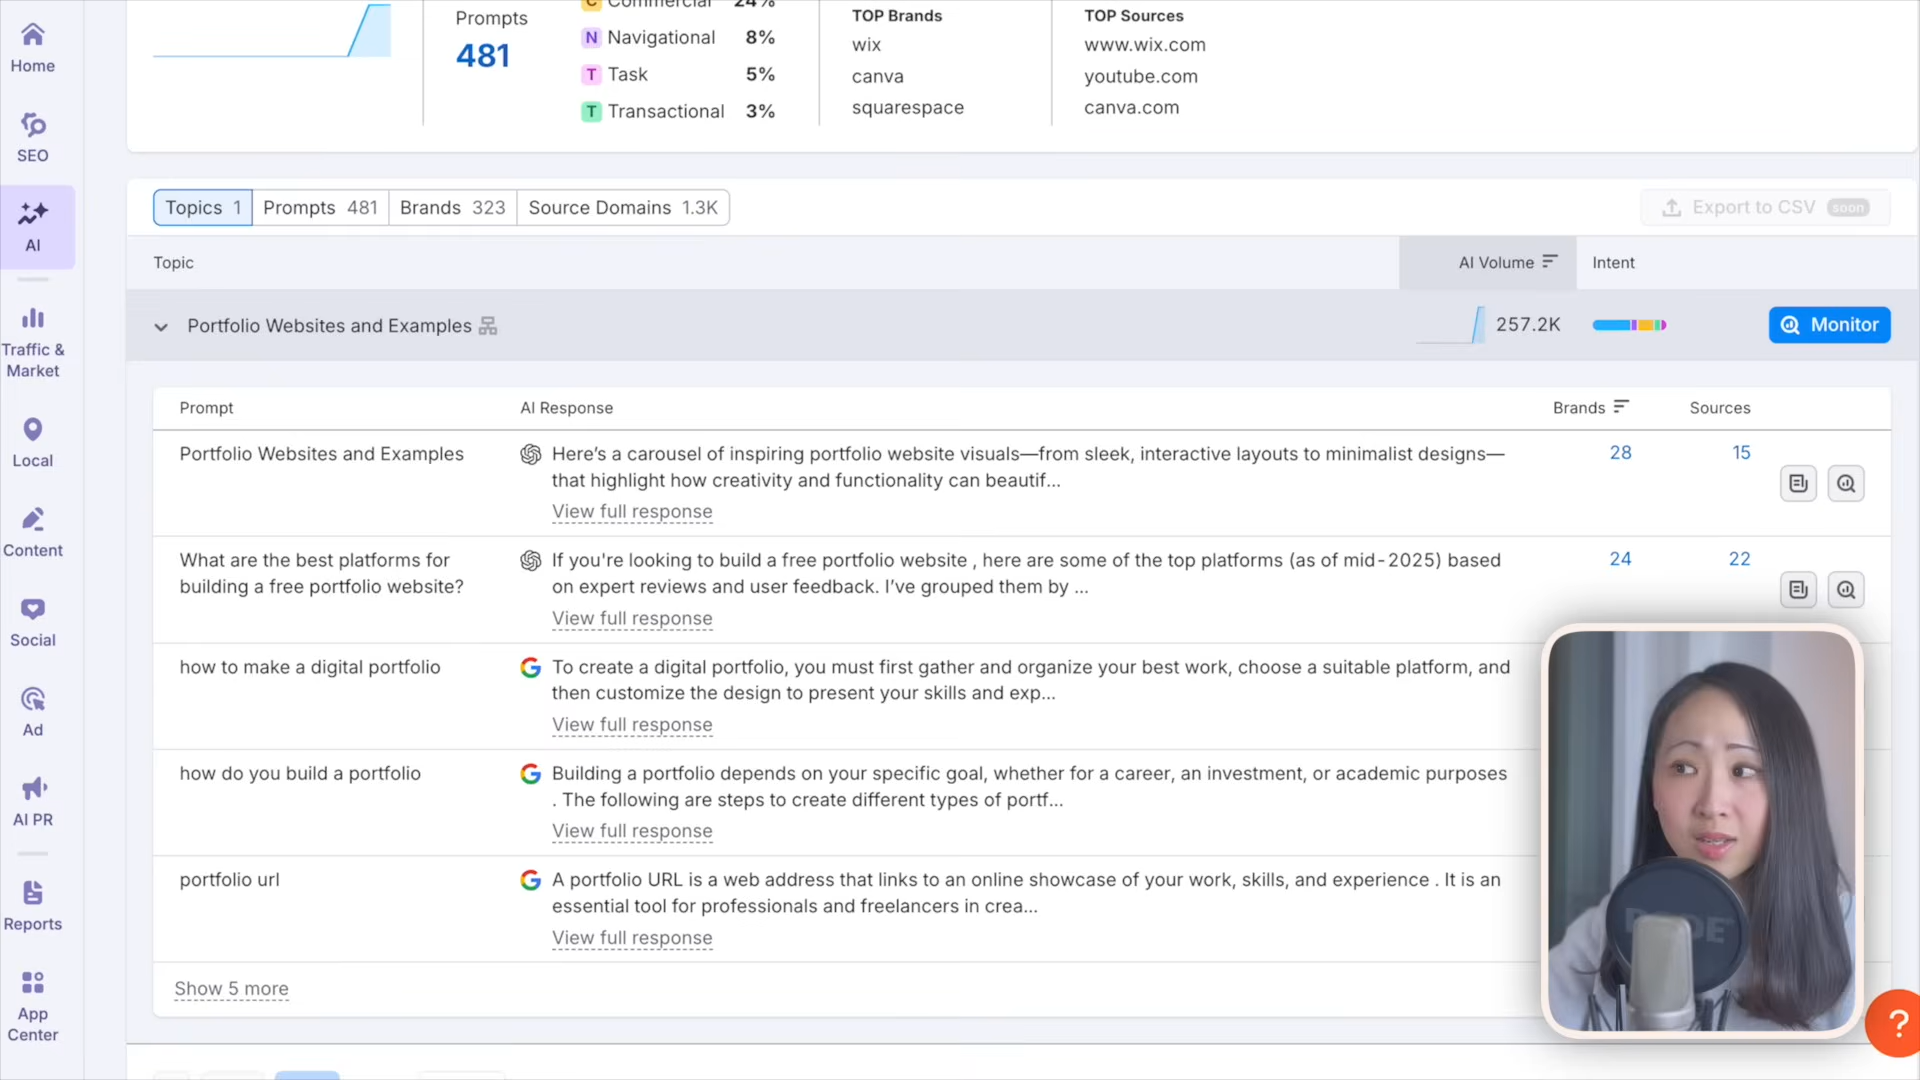 Home
SEO
AI
Traffic &
Market
Local
Content
Social
Ad
AI PR
Reports
App
Center
Prompts
481
C Commercial 24%
N Navigational 8%
T Task 5%
T Transactional 3%
TOP Brands
wix
canva
squarespace
TOP Sources
www.wix.com
youtube.com
canva.com
Topics 1 Prompts 481 Brands 323 Source Domains 1.3K
Export to CSV soon
Topic AI Volume Intent
Portfolio Websites and Examples 257.2K Monitor
Prompt AI Response Brands Sources
Portfolio Websites and Examples
Here's a carousel of inspiring portfolio website visuals—from sleek, interactive layouts to minimalist designs—
that highlight how creativity and functionality can beautif...
View full response
28 15
What are the best platforms for
building a free portfolio website?
If you're looking to build a free portfolio website , here are some of the top platforms (as of mid-2025) based
on expert reviews and user feedback. I've grouped them by ...
View full response
24 22
how to make a digital portfolio
To create a digital portfolio, you must first gather and organize your best work, choose a suitable platform, and
then customize the design to present your skills and exp...
View full response
how do you build a portfolio
Building a portfolio depends on your specific goal, whether for a career, an investment, or academic purposes
. The following are steps to create different types of portf...
View full response
portfolio url
A portfolio URL is a web address that links to an online showcase of your work, skills, and experience . It is an
essential tool for professionals and freelancers in crea...
View full response
Show 5 more
?